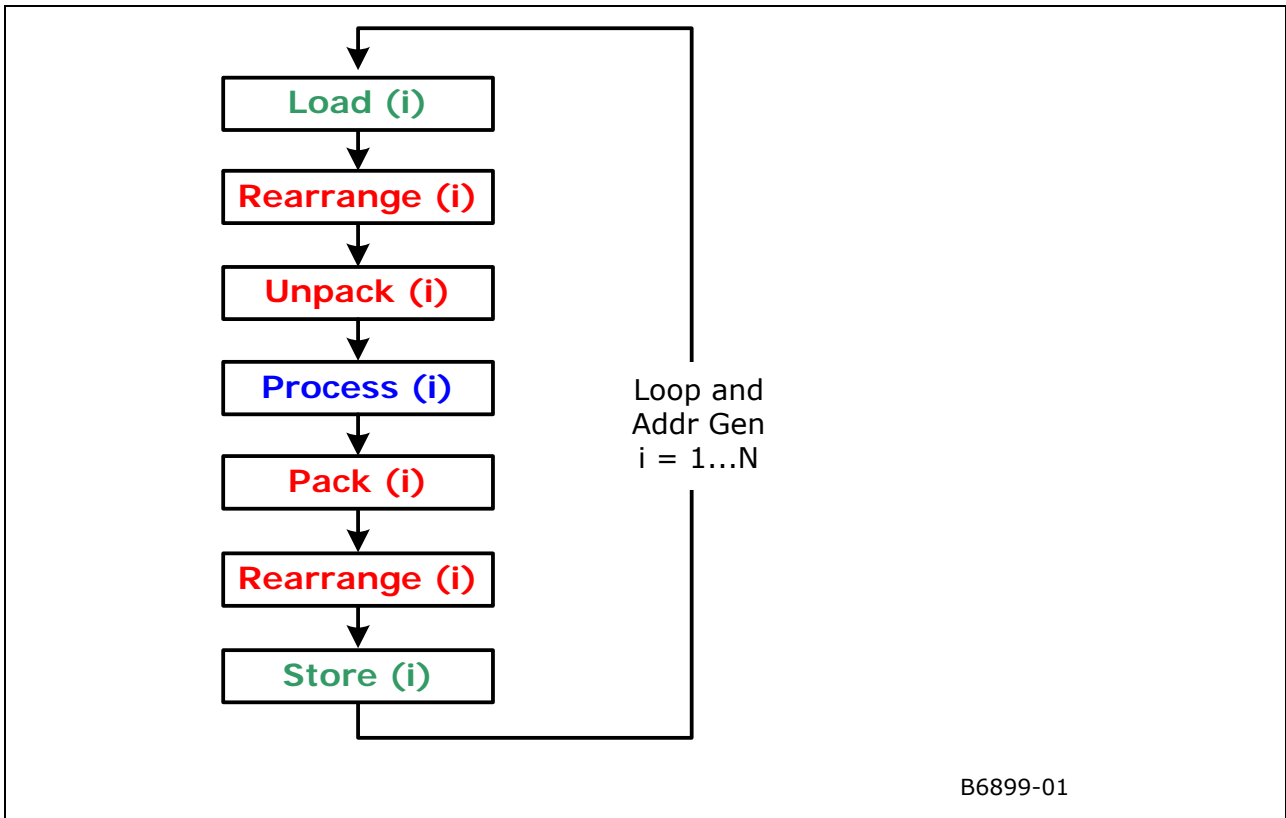 Load (i)
Rearrange (i)
Unpack (i)
Process (i)
Pack (i)
Rearrange (i)
Store (i)
Loop and
Addr Gen
i = 1...N
B6899-01